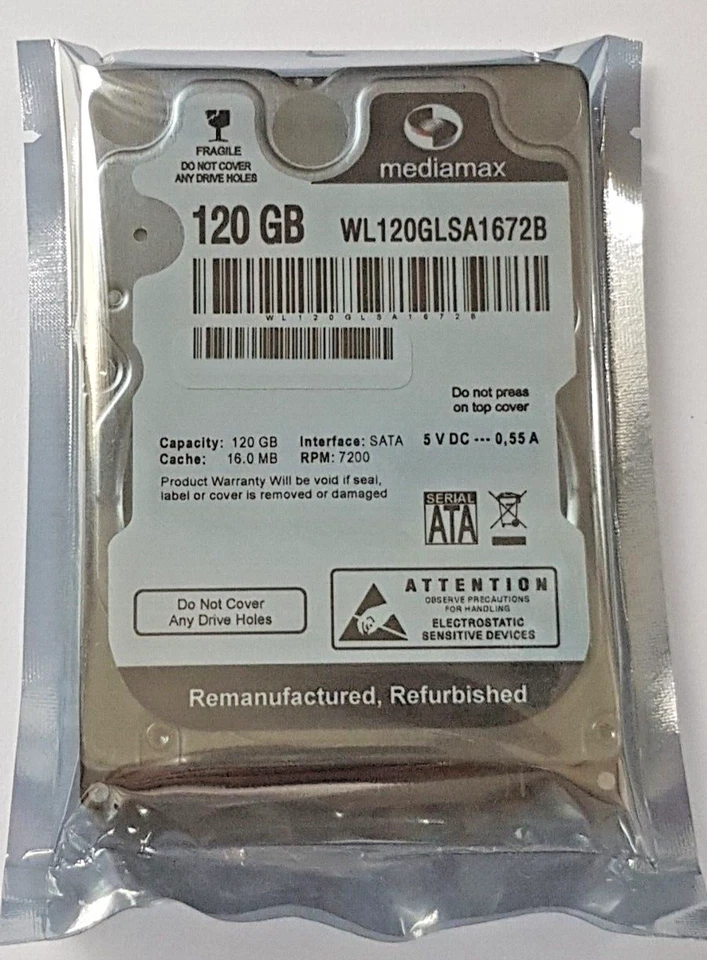 FRAGILE
DO NOT COVER
ANY DRIVE HOLES
mediamax
120 GB WL120GLSA1672B
WL120GLSA1672B
Do not press
on top cover
Capacity: 120 GB Interface: SATA 5 V DC --- 0,55 A
Cache: 16.0 MB RPM: 7200
Product Warranty Will be void if seal,
label or cover is removed or damaged
SERIAL
ATA
Do Not Cover
Any Drive Holes
ATTENTION
OBSERVE PRECAUTIONS
FOR HANDLING
ELECTROSTATIC
SENSITIVE DEVICES
Remanufactured, Refurbished